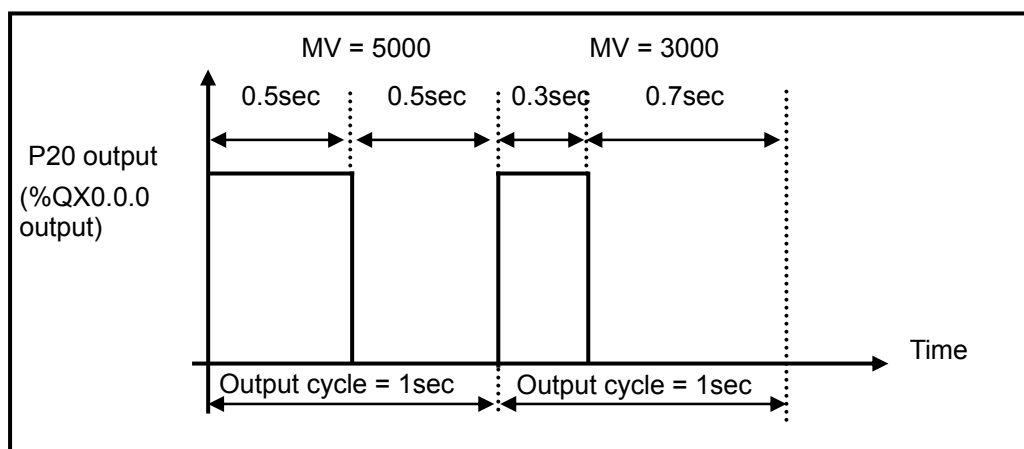 MV = 5000 MV = 3000
0.5sec 0.5sec 0.3sec 0.7sec
P20 output
(%QX0.0.0
output)
Time
Output cycle = 1sec Output cycle = 1sec